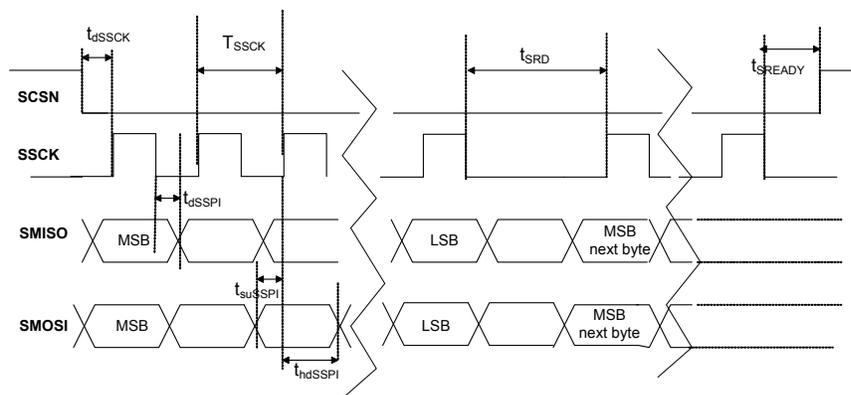 tdSSCK
TSSCK
tSRD
tSREADY
SCSN
SSCK
tdSSPI
SMISO
MSB
LSB
MSB
next byte
tsuSSPI
SMOSI
MSB
LSB
MSB
next byte
thdSSPI